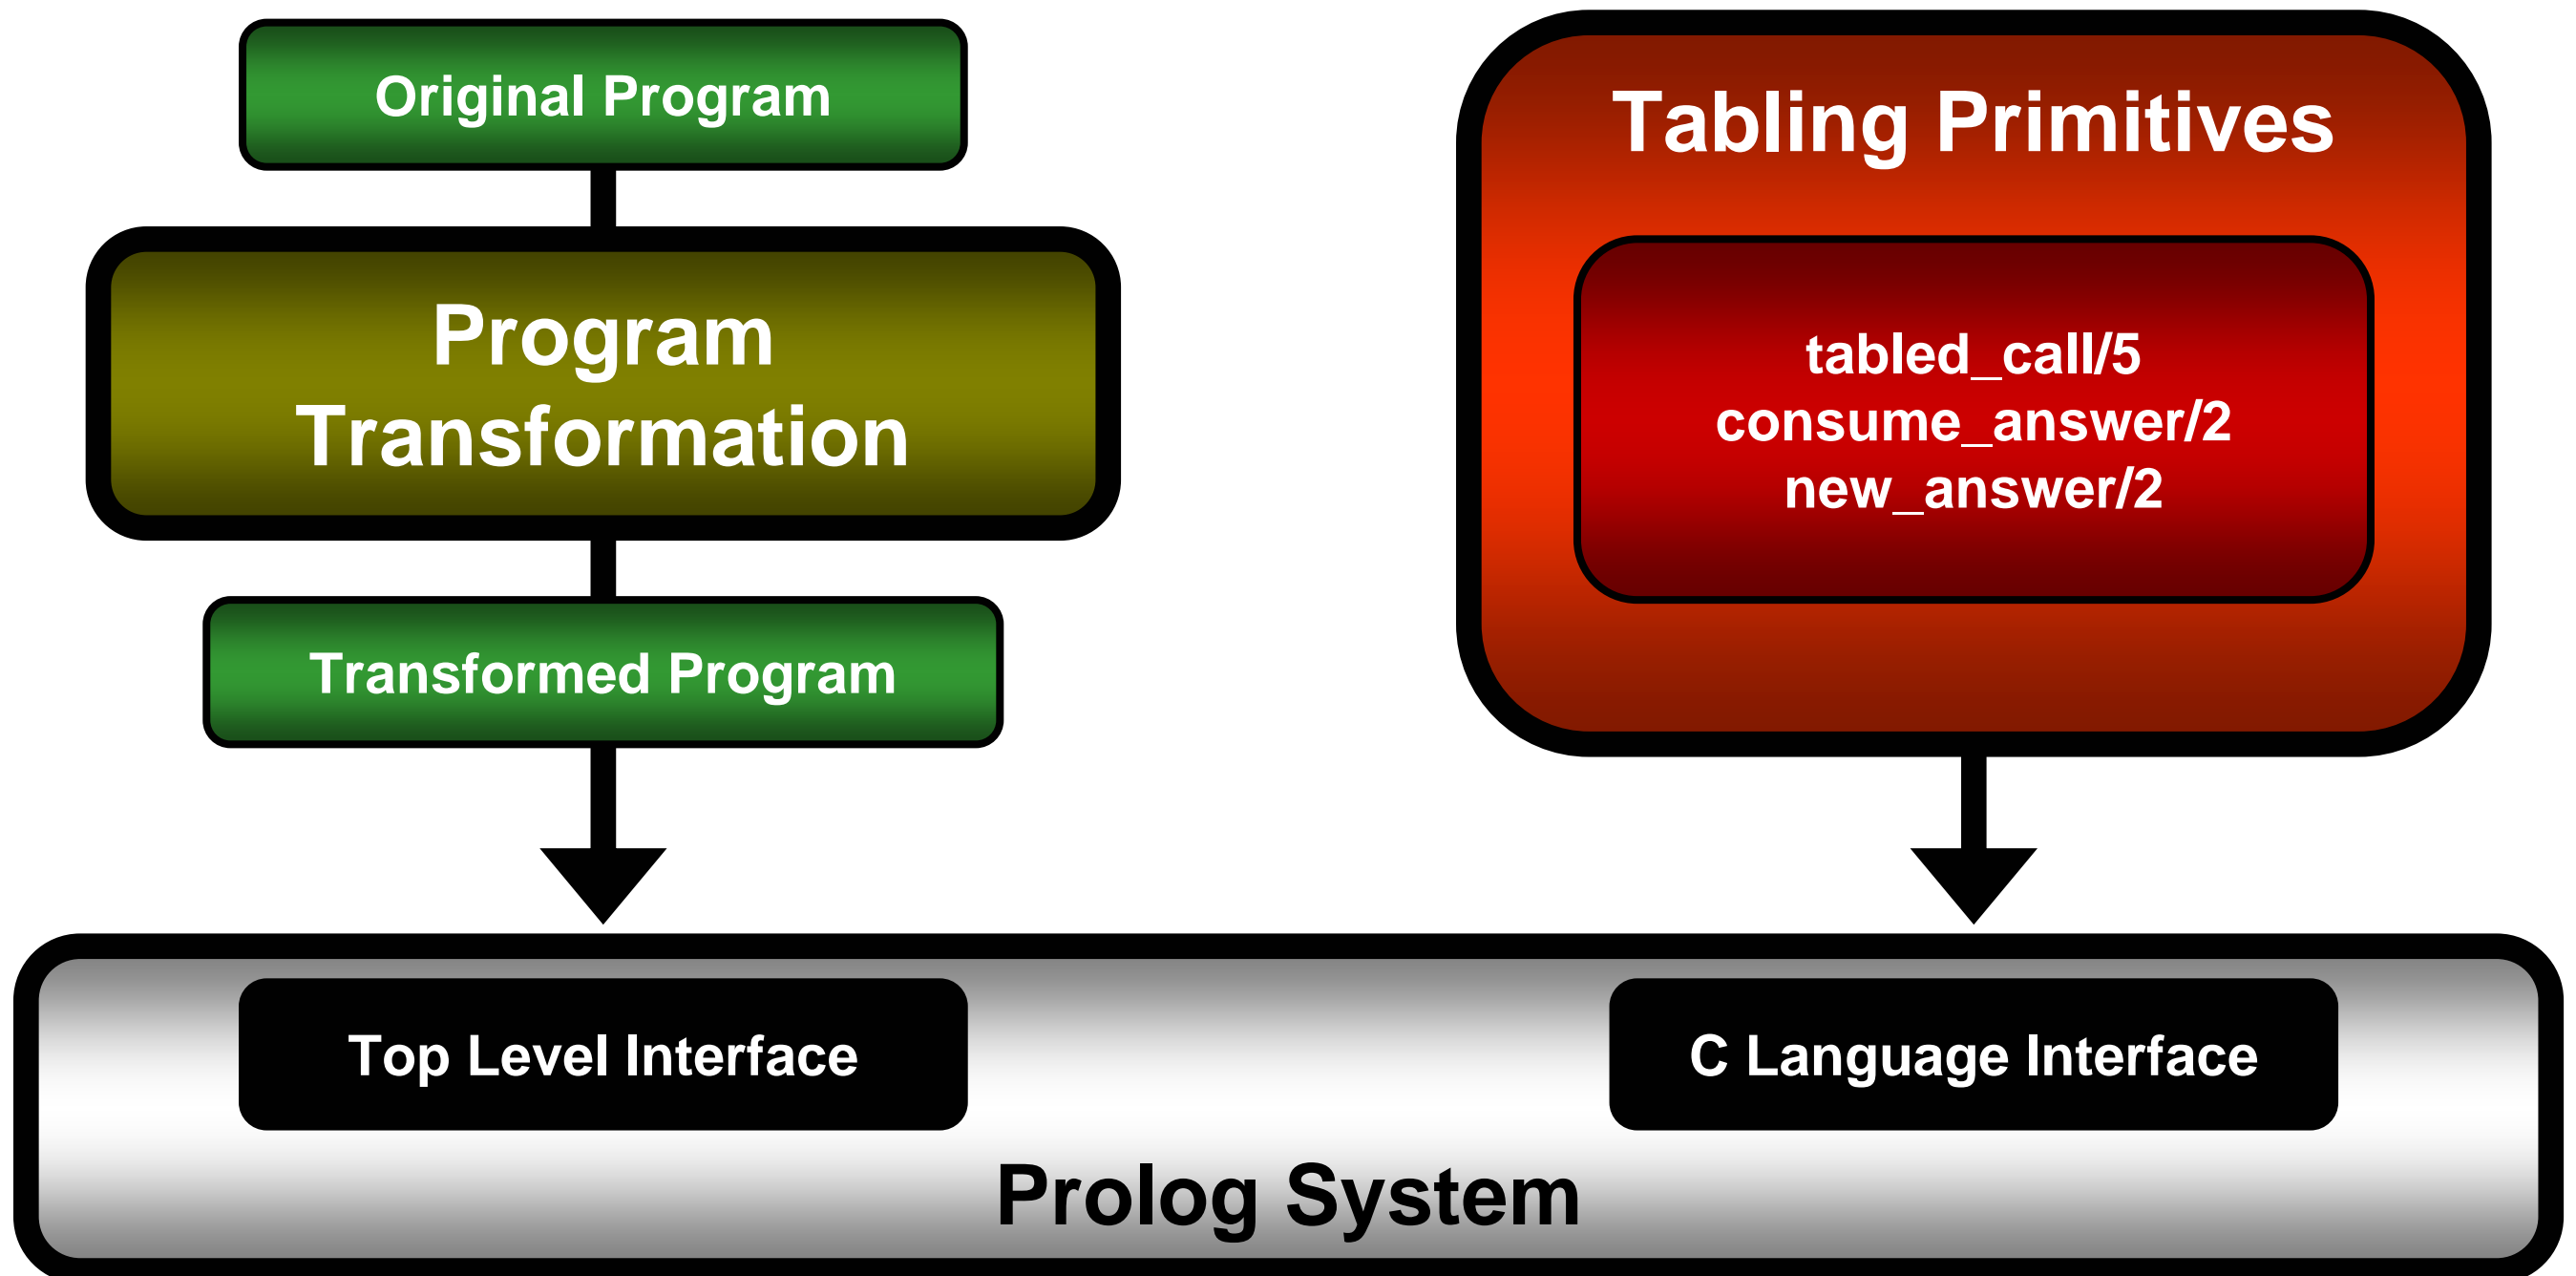 Original Program
Program
Transformation
Transformed Program
Tabling Primitives
tabled_call/5
consume_answer/2
new_answer/2
Top Level Interface
C Language Interface
Prolog System